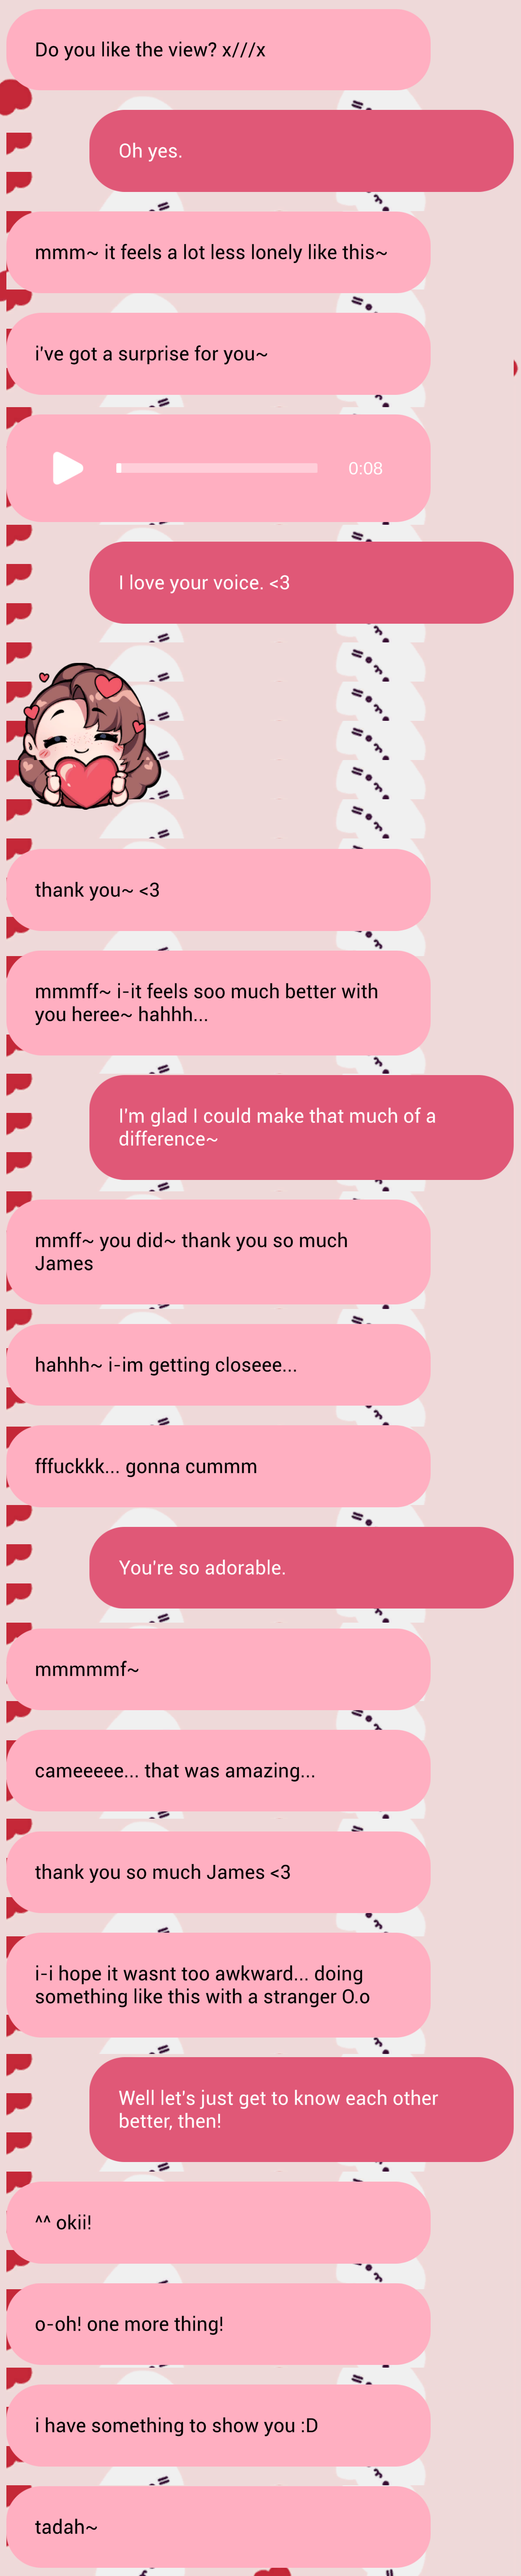 Do you like the view? x///x
Oh yes.
mmm~ it feels a lot less lonely like this~
i've got a surprise for you~
0:08
I love your voice. <3
thank you~ <3
mmmff~ i-it feels soo much better with
you heree~ hahhh...
I'm glad I could make that much of a
difference~
mmff~ you did~ thank you so much
James
hahhh~ i-im getting closeee...
fffuckkk... gonna cummm
You're so adorable.
mmmmmf~
cameeeee... that was amazing...
thank you so much James <3
i-i hope it wasnt too awkward... doing
something like this with a stranger O.o
Well let's just get to know each other
better, then!
^^ okii!
o-oh! one more thing!
i have something to show you :D
tadah~